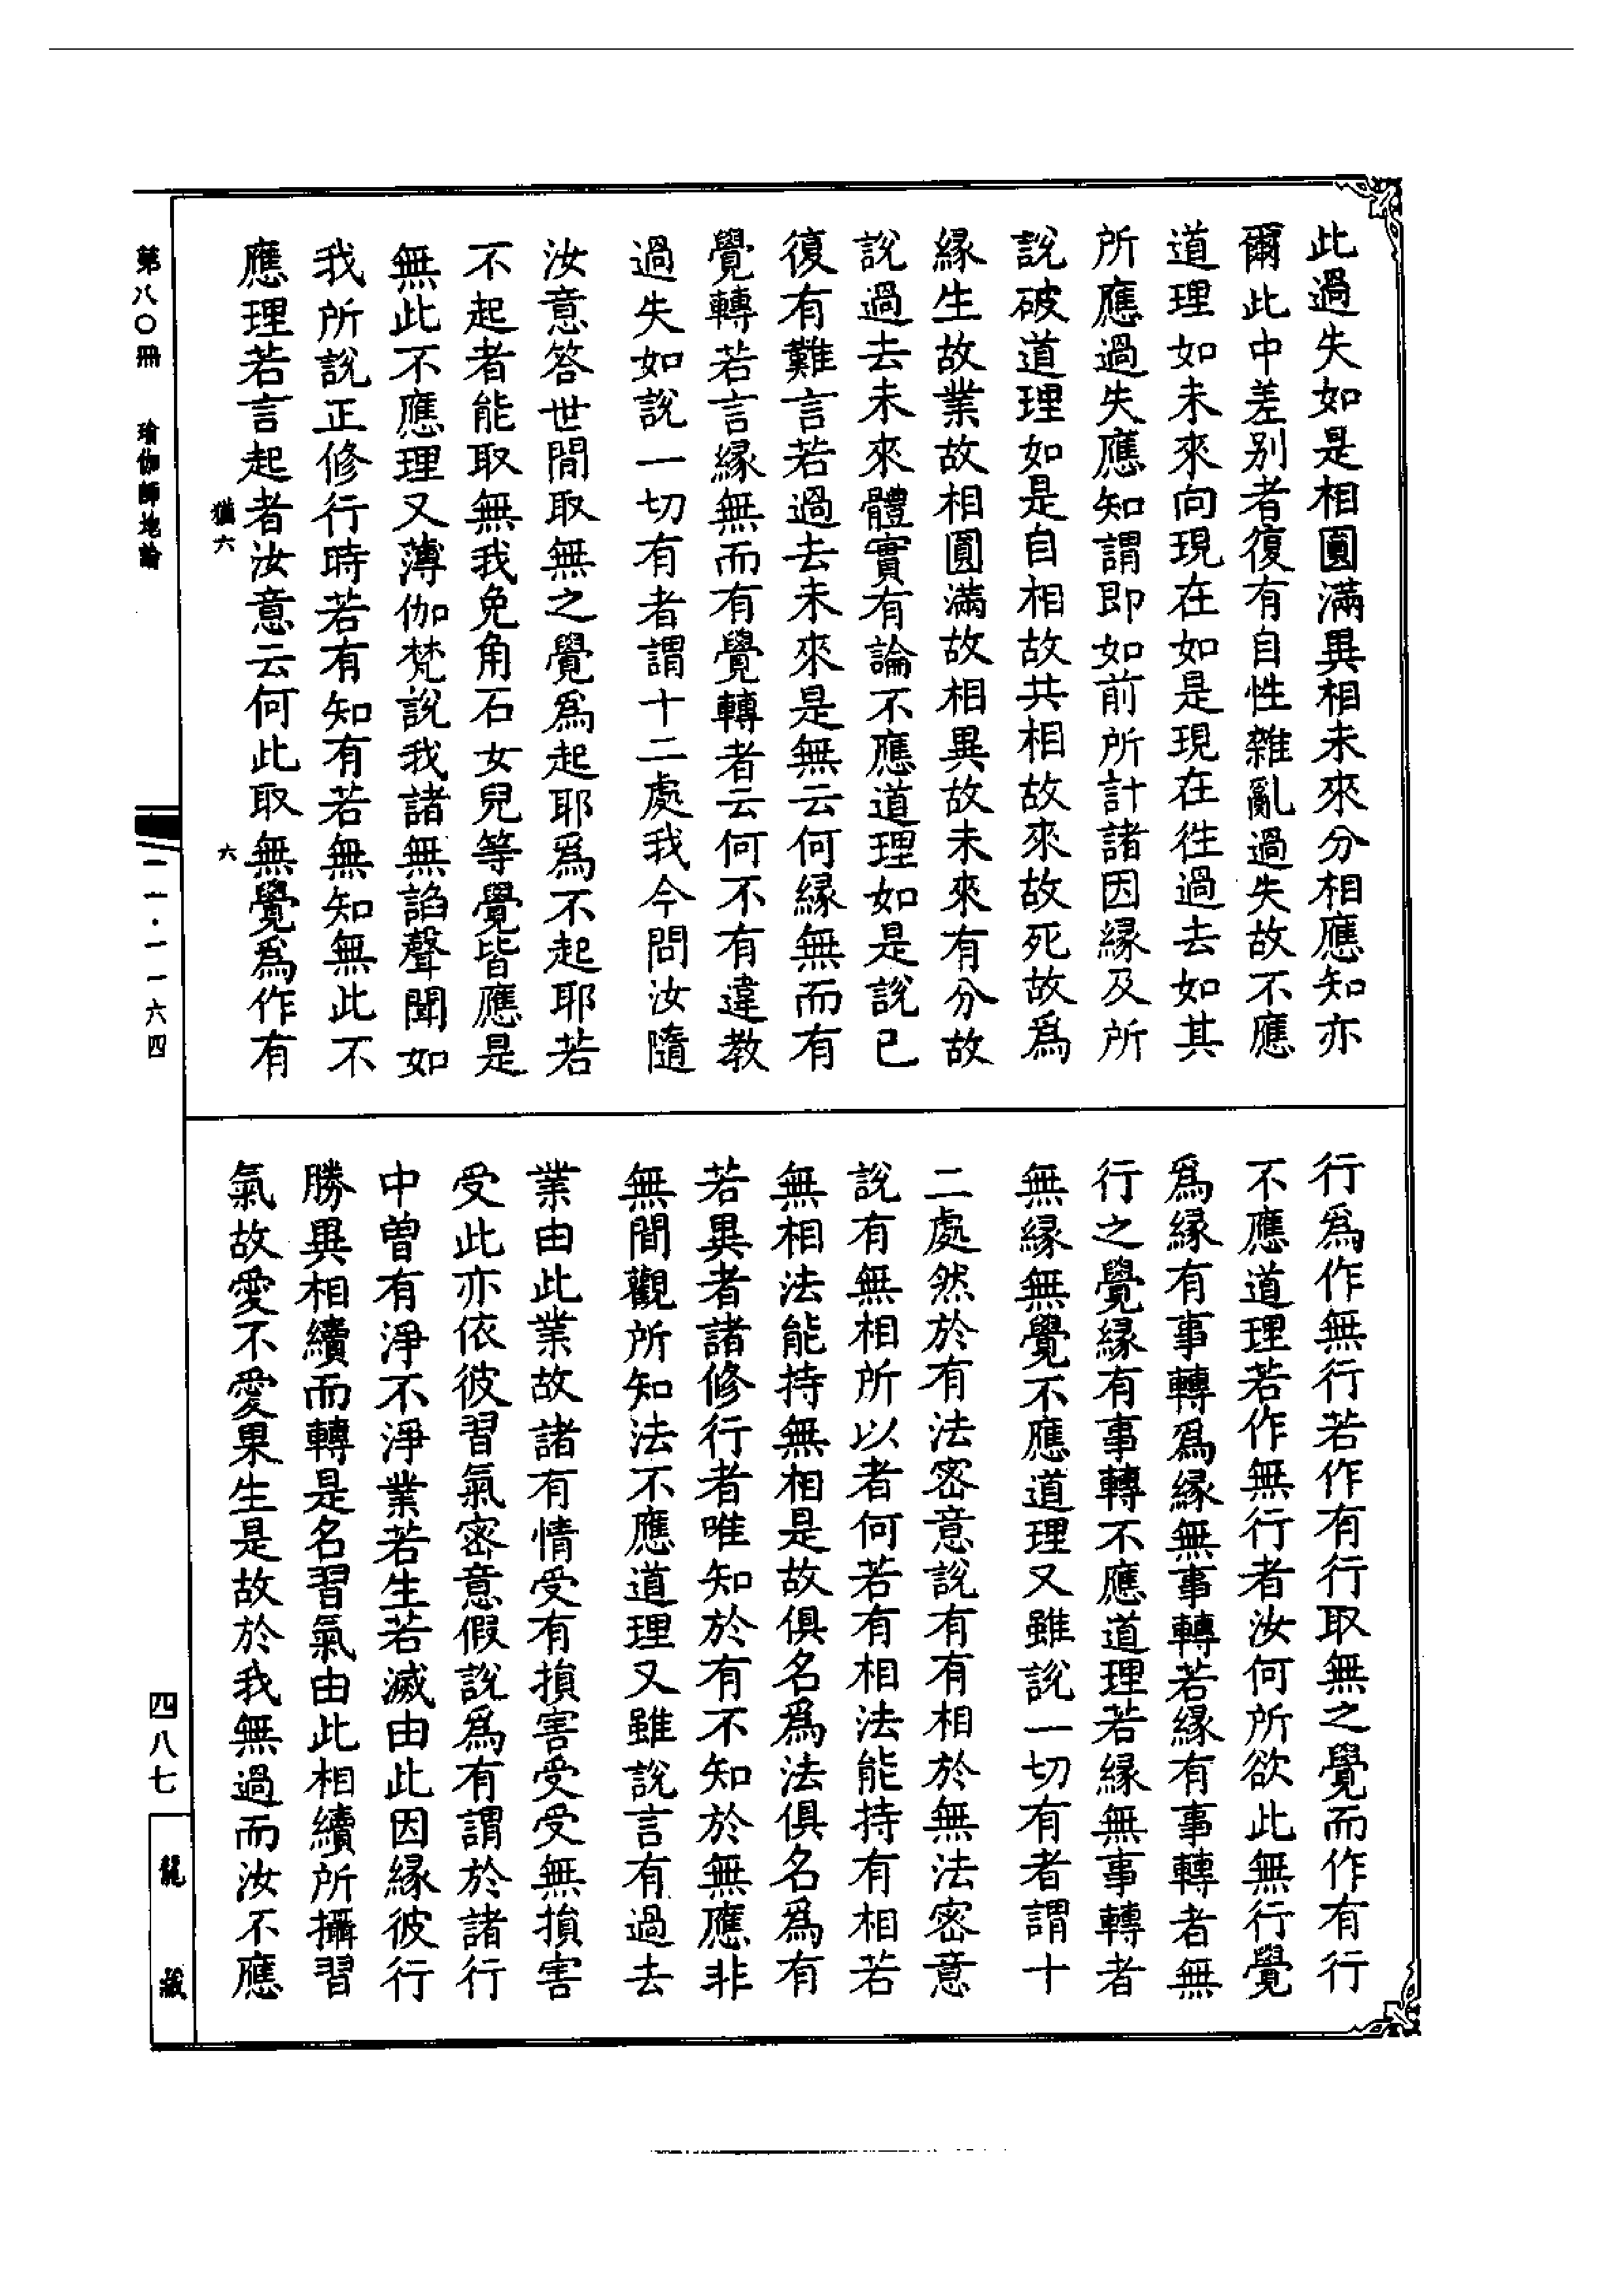 此過失如是相圓滿異相未來分相應知亦
爾此中差别者復有自性雜亂過失故不應
道理如未來向現在如是現在往過去如其
所應過失應知謂即如前所計諸因縁及所
說破道理如是自相故共相故來故死故爲
縁生故業故相圓滿故相異故未來有分故
說過去未來體實有論不應道理如是說已
復有難言若過去未來是無云何縁無而有
覺轉若言縁無而有覺轉者云何不有違教
過失如說一切有者謂十二處我今問汝隨
汝意答世間取無之覺爲起耶爲不起耶若
不起者能取無我兔角石女兒等覺皆應是
無此不應理又薄伽梵說我諸無諂聲聞如
我所說正修行時若有知有若無知無此不
應理若言起者汝意云何此取無覺爲作有
猶六
六
行爲作無行若作有行取無之覺而作有行
不應道理若作無行者汝何所欲此無行覺
爲縁有事轉爲縁無事轉若縁有事轉者無
行之覺縁有事轉不應道理若縁無事轉者
無縁無覺不應道理又雖說一切有者謂十
二處然於有法密意說有有相於無法密意
說有無相所以者何若有相法能持有相若
無相法能持無相是故俱名爲法俱名爲有
若異者諸修行者唯知於有不知於無應非
無間觀所知法不應道理又雖說言有過去
業由此業故諸有情受有損害受受無損害
受此亦依彼習氣密意假說爲有謂於諸行
中曽有淨不淨業若生若滅由此因縁彼行
勝異相續而轉是名習氣由此相續所攝習
氣故愛不愛果生是故於我無過而汝不應
第八〇冊　瑜伽師地論
一一·一一六四
四八七
龍藏